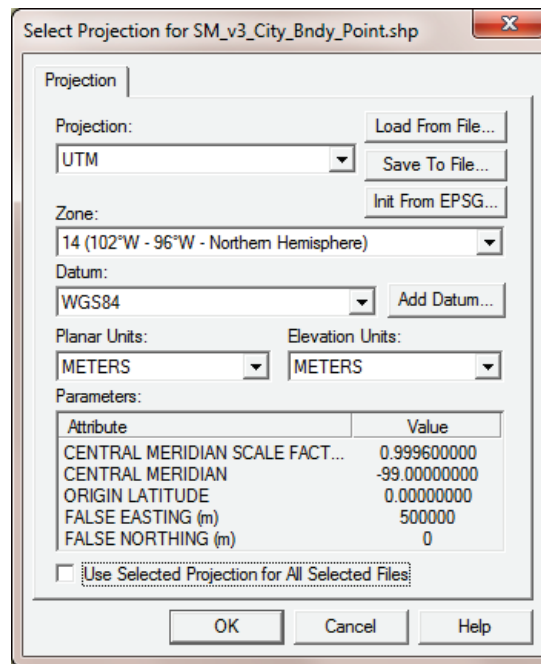 Select Projection for SM_v3_City_Bndy_Point.shp
Projection
Projection:
Load From File...
UTM
Save To File...
Init From EPSG...
Zone:
14 (102°W - 96°W - Northern Hemisphere)
Datum:
WGS84
Add Datum...
Planar Units:
Elevation Units:
METERS
METERS
Parameters:
Attribute Value
CENTRAL MERIDIAN SCALE FACT... 0.999600000
CENTRAL MERIDIAN -99.00000000
ORIGIN LATITUDE 0.00000000
FALSE EASTING (m) 500000
FALSE NORTHING (m) 0
Use Selected Projection for All Selected Files
OK Cancel Help